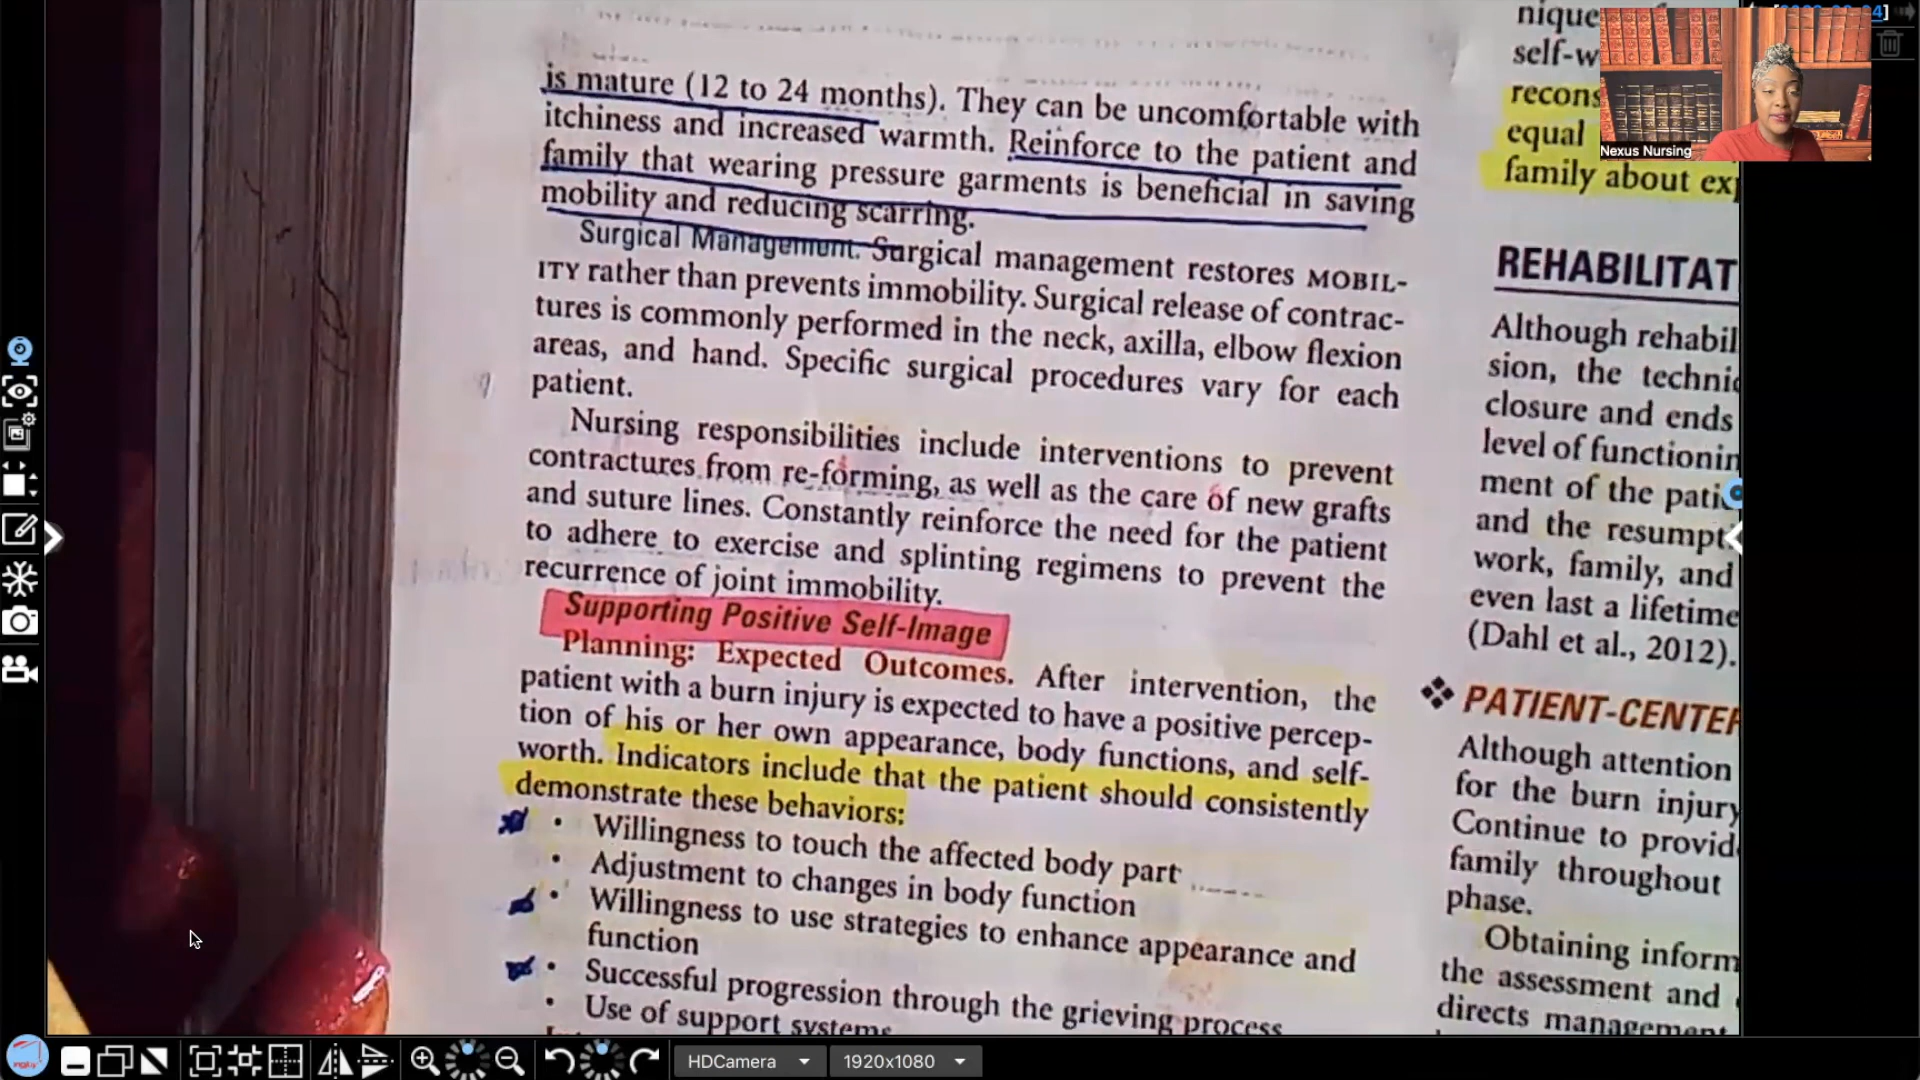 is mature (12 to 24 months). They can be uncomfortable with
itchiness and increased warmth. Reinforce to the patient and
family that wearing pressure garments is beneficial in saving
mobility and reducing scarring.
Surgical Management. Surgical management restores MOBIL-
ITY rather than prevents immobility. Surgical release of contrac-
tures is commonly performed in the neck, axilla, elbow flexion
areas, and hand. Specific surgical procedures vary for each
patient.
Nursing responsibilities include interventions to prevent
contractures from re-forming, as well as the care of new grafts
and suture lines. Constantly reinforce the need for the patient
to adhere to exercise and splinting regimens to prevent the
recurrence of joint immobility.
Supporting Positive Self-Image
Planning: Expected Outcomes. After intervention, the
patient with a burn injury is expected to have a positive percep-
tion of his or her own appearance, body functions, and self-
worth. Indicators include that the patient should consistently
demonstrate these behaviors:
• Willingness to touch the affected body part
• Adjustment to changes in body function
• Willingness to use strategies to enhance appearance and
function
• Successful progression through the grieving process
• Use of support systems
nique
self-w
recons
equal
family about exp
REHABILITAT
Although rehabil
sion, the techni
closure and ends
level of functionin
ment of the pati
and the resumpt
work, family, and
even last a lifetime
(Dahl et al., 2012).
❖ PATIENT-CENTER
Although attention
for the burn injury
Continue to provid
family throughout
phase.
Obtaining inform
the assessment and
directs management
Nexus Nursing
HDCamera
1920x1080